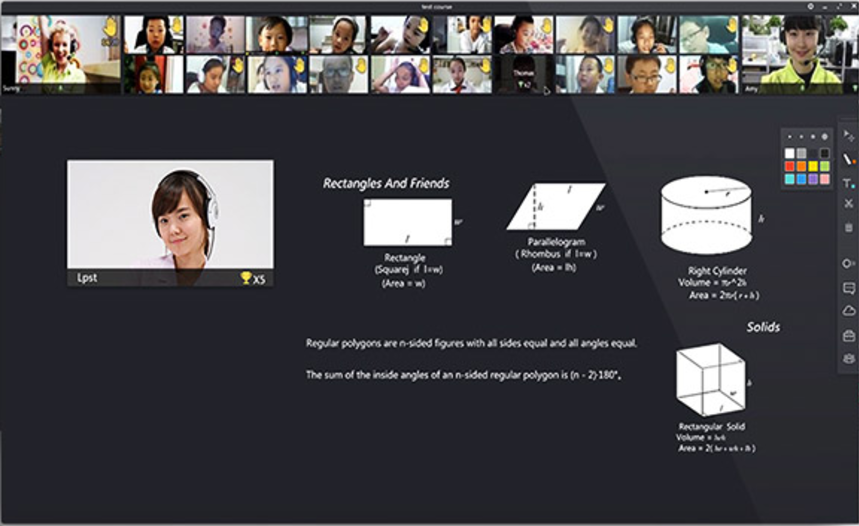 test course
Sunny
Thomas
x2
Amy
Lpst
X5
Rectangles And Friends
l
w
Rectangle
(Squarej if l=w)
(Area = w)
h
l
w
Parallelogram
( Rhombus if l=w )
(Area = lh)
r
h
Right Cylinder
Volume = πr^2h
Area = 2πr( r + h )
Regular polygons are n-sided figures with all sides equal and all angles equal.
The sum of the inside angles of an n-sided regular polygon is (n - 2)·180°。
Solids
h
w
l
Rectangular Solid
Volume = lwh
Area = 2( lw + wh + lh )
T